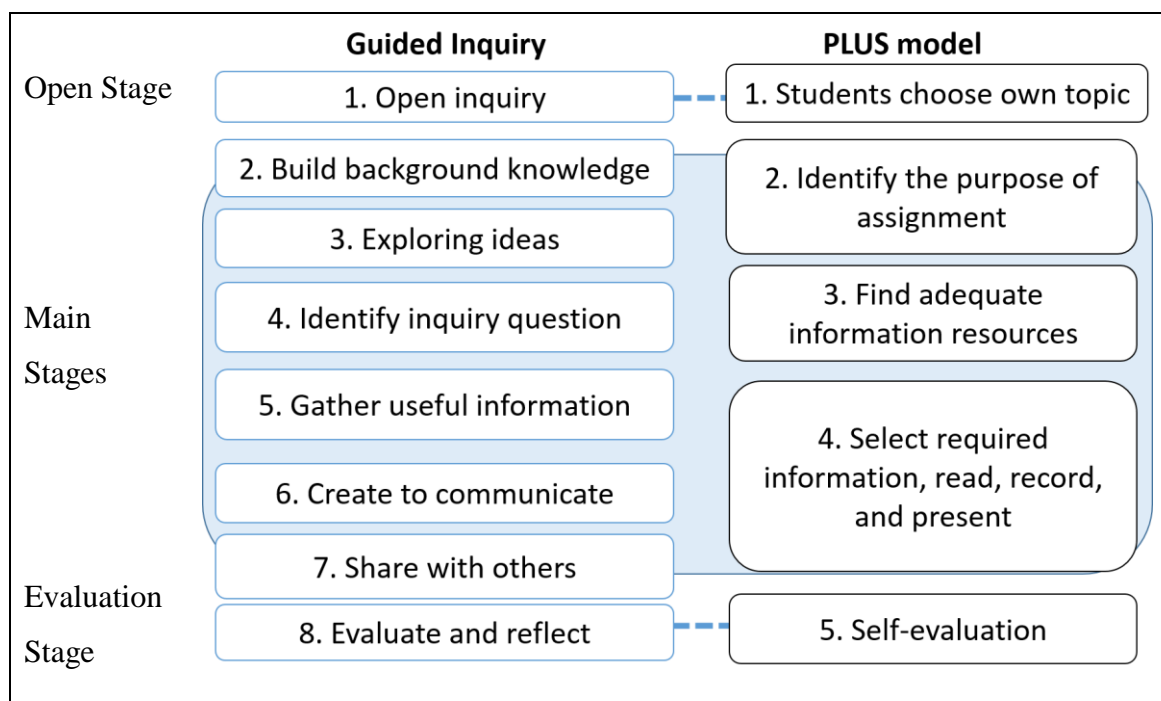 Guided Inquiry
PLUS model
Open Stage
1. Open inquiry
1. Students choose own topic
2. Build background knowledge
2. Identify the purpose of
assignment
3. Exploring ideas
3. Find adequate
information resources
Main
Stages
4. Identify inquiry question
5. Gather useful information
4. Select required
information, read, record,
and present
6. Create to communicate
7. Share with others
Evaluation
Stage
8. Evaluate and reflect
5. Self-evaluation